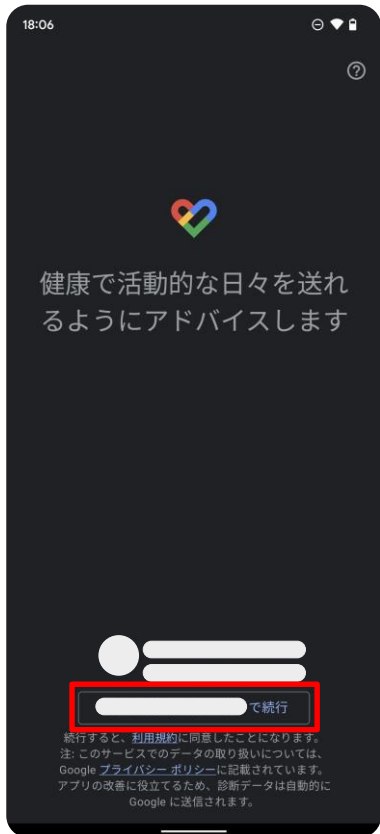 18:06
健康で活動的な日々を送れ
るようにアドバイスします
で続行
続行すると、利用規約に同意したことになります。
注: このサービスでのデータの取り扱いについては、
Google プライバシー ポリシーに記載されています。
アプリの改善に役立てるため、診断データは自動的に
Google に送信されます。